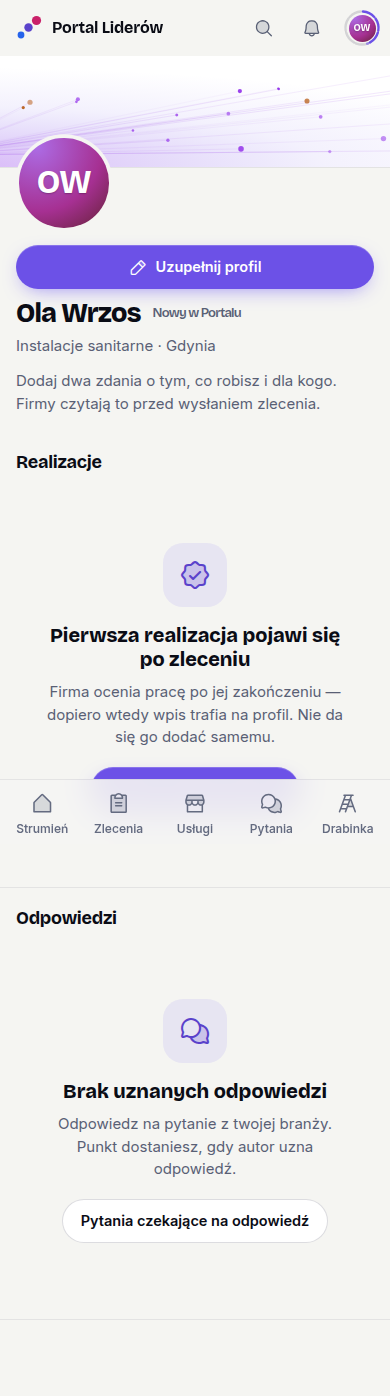 Portal Liderów
OW
OW
Uzupełnij profil
Ola Wrzos Nowy w Portalu
Instalacje sanitarne · Gdynia
Dodaj dwa zdania o tym, co robisz i dla kogo.
Firmy czytają to przed wysłaniem zlecenia.
Realizacje
Pierwsza realizacja pojawi się
po zleceniu
Firma ocenia pracę po jej zakończeniu —
dopiero wtedy wpis trafia na profil. Nie da
się go dodać samemu.
Strumień Zlecenia Usługi Pytania Drabinka
Odpowiedzi
Brak uznanych odpowiedzi
Odpowiedz na pytanie z twojej branży.
Punkt dostaniesz, gdy autor uzna
odpowiedź.
Pytania czekające na odpowiedź